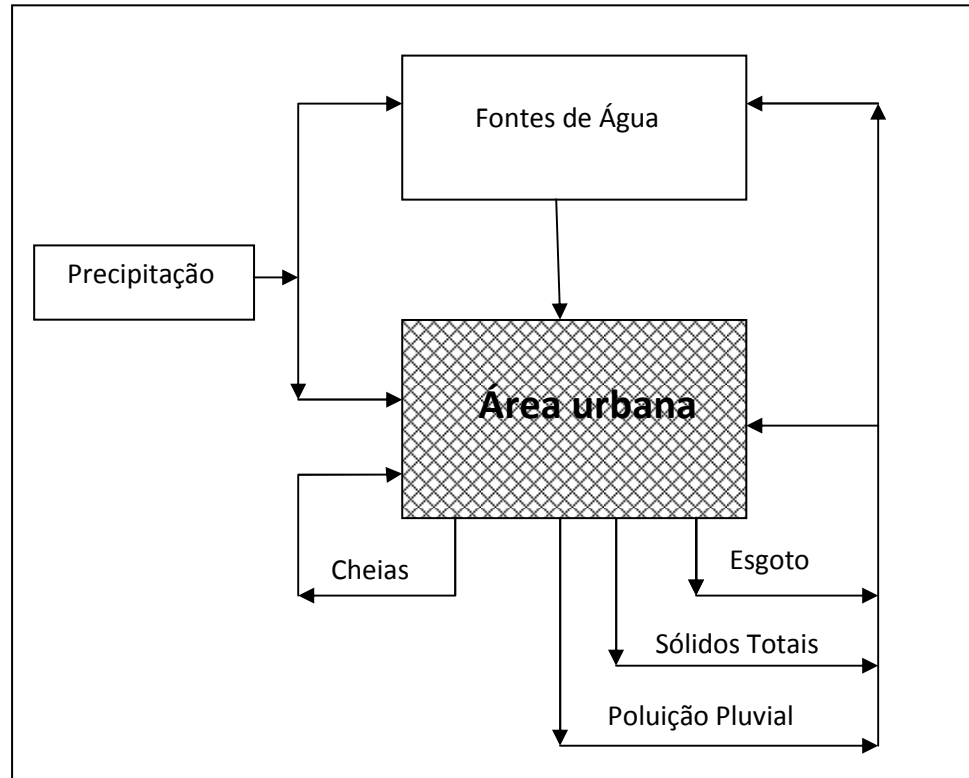 Fontes de Água
Precipitação
Área urbana
Cheias
Esgoto
Sólidos Totais
Poluição Pluvial